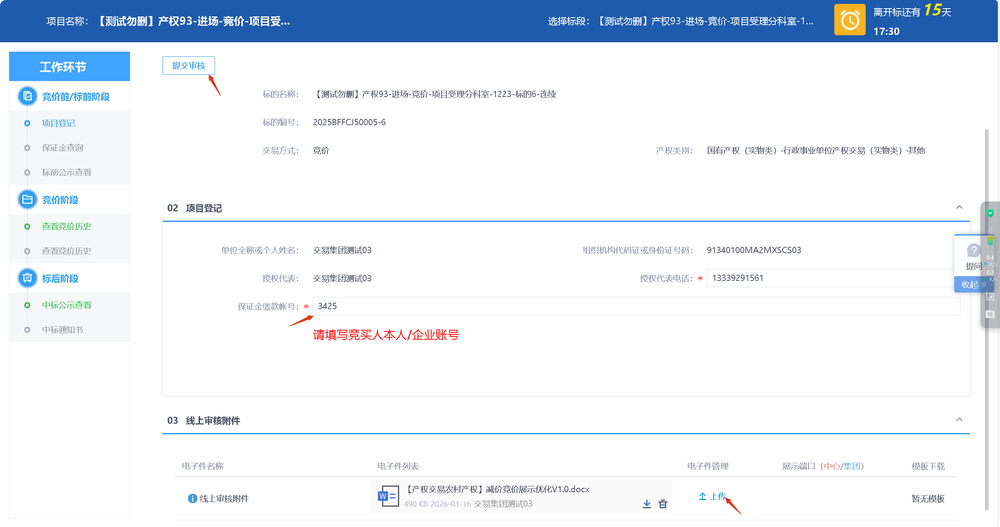 项目名称：【测试勿删】产权93-进场-竞价-项目受...
选择标段：【测试勿删】产权93-进场-竞价-项目受理分科室-1...
离开标还有 15天
17:30
工作环节
竞价前/标前阶段
项目登记
保证金查询
标前公示查看
竞价阶段
查看竞价历史
查看竞价历史
标后阶段
中标公示查看
中标通知书
提交审核
标的名称：【测试勿删】产权93-进场-竞价-项目受理分科室-1223-标的6-连续
标的编号：2025BFFCJ50005-6
交易方式：竞价
产权类别：国有产权（实物类）·行政事业单位产权交易（实物类）·其他
02 项目登记
单位全称或个人姓名：交易集团测试03
组织机构代码证或身份证号码：91340100MA2MXSCS03
授权代表：交易集团测试03
授权代表电话：* 13339291561
保证金缴款帐号：* 3425
请填写竞买人本人/企业账号
提问
收起
0.4
K/s
0.3
K/s
03 线上审核附件
电子件名称 电子件列表 电子件管理 展示端口（中心/集团） 模板下载
线上审核附件
【产权交易农村产权】减价竞价展示优化V1.0.docx
490 KB 2026-01-16 交易集团测试03
上传
暂无模板